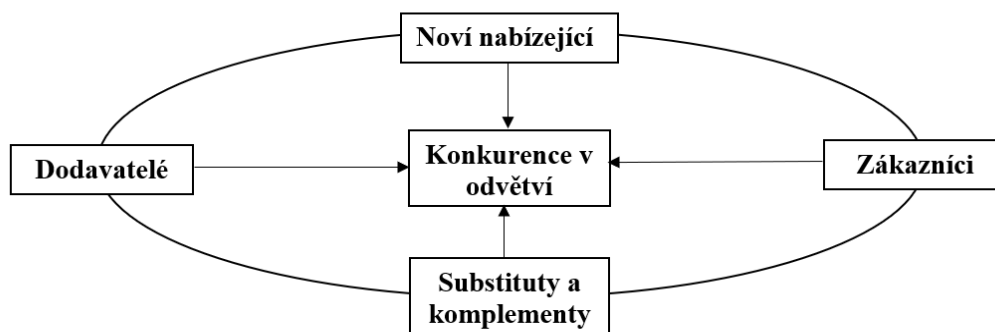 Noví nabízející
Dodavatelé
Konkurence v
odvětví
Zákazníci
Substituty a
komplementy